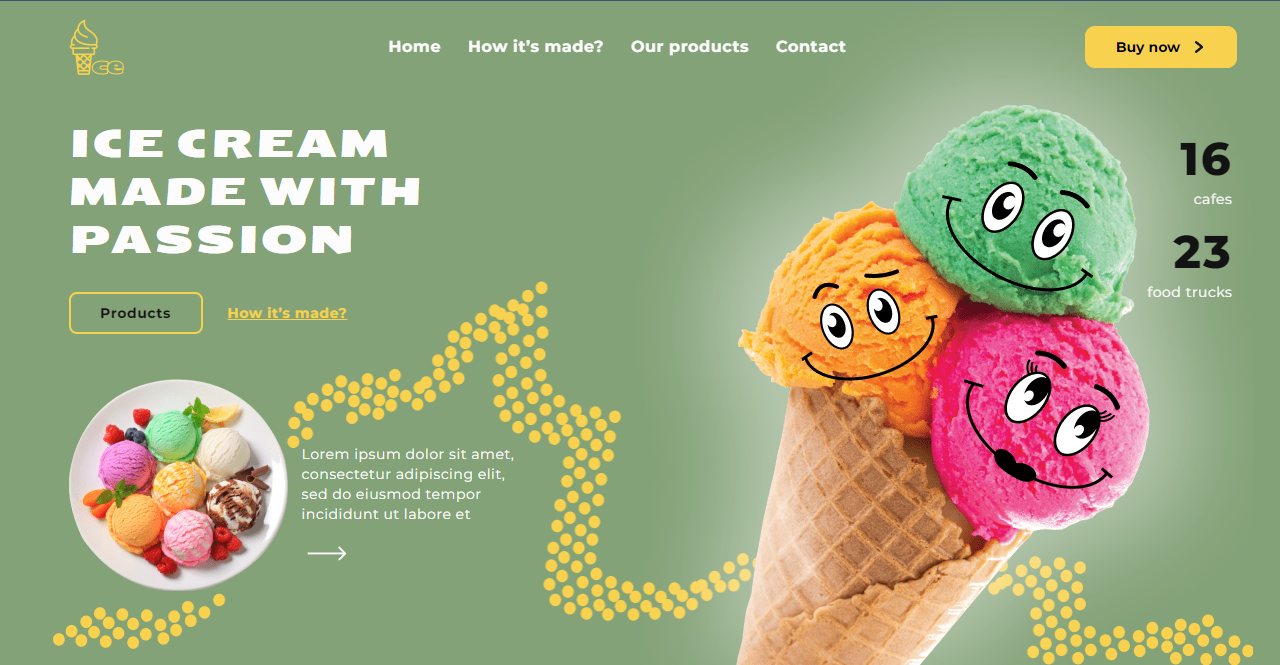 ce
Home
How it's made?
Our products
Contact
Buy now
ICE CREAM
MADE WITH
PASSION
16
cafes
23
food trucks
Products
How it's made?
Lorem ipsum dolor sit amet,
consectetur adipiscing elit,
sed do eiusmod tempor
incididunt ut labore et